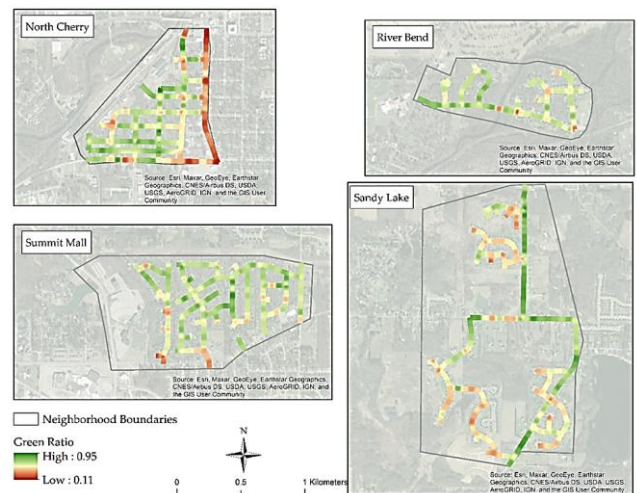 North Cherry
Source: Esri, Maxar, GeoEye, Earthstar
Geographics, CNES/Airbus DS, USDA,
USGS, AeroGRID, IGN, and the GIS User
Community
River Bend
Source: Esri, Maxar, GeoEye, Earthstar
Geographics, CNES/Airbus DS, USDA,
USGS, AeroGRID, IGN, and the GIS User
Community
Summit Mall
Source: Esri, Maxar, GeoEye, Earthstar Geographics,
CNES/Airbus DS, USDA, USGS, AeroGRID, IGN, and
the GIS User Community
Sandy Lake
Source: Esri, Maxar, GeoEye, Earthstar
Geographics, CNES/Airbus DS, USDA, USGS,
AeroGRID, IGN, and the GIS User Community
Neighborhood Boundaries
Green Ratio
High : 0.95
Low : 0.11
N
0 0.5 1 Kilometers